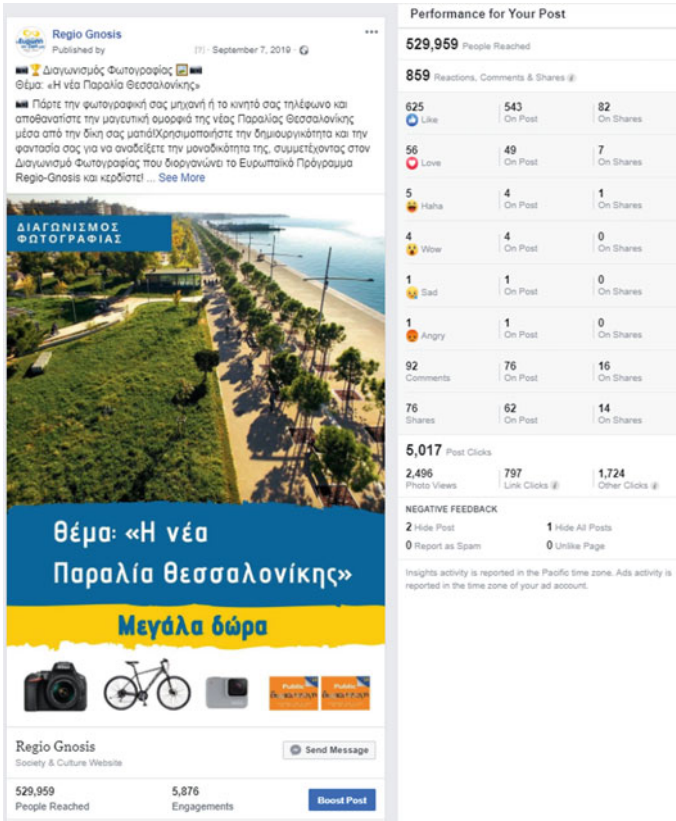 Regio Gnosis
Published by [?] · September 7, 2019 ·
Διαγωνισμός Φωτογραφίας
Θέμα: «Η νέα Παραλία Θεσσαλονίκης»
Πάρτε την φωτογραφική σας μηχανή ή το κινητό σας τηλέφωνο και
αποθανατίστε την μαγευτική ομορφιά της νέας Παραλίας Θεσσαλονίκης
μέσα από την δίκη σας ματιά!Χρησιμοποιήστε την δημιουργικότητα και την
φαντασία σας για να αναδείξετε την μοναδικότητα της, συμμετέχοντας στον
Διαγωνισμό Φωτογραφίας που διοργανώνει το Ευρωπαϊκό Πρόγραμμα
Regio-Gnosis και κερδίστε! ... See More
ΔΙΑΓΩΝΙΣΜΟΣ
ΦΩΤΟΓΡΑΦΙΑΣ
Θέμα: «Η νέα
Παραλία Θεσσαλονίκης»
Μεγάλα δώρα
Public Public
Regio Gnosis
Society & Culture Website
Send Message
529,959 5,876
People Reached Engagements
Boost Post
Performance for Your Post
529,959 People Reached
859 Reactions, Comments & Shares
625 543 82
Like On Post On Shares
56 49 7
Love On Post On Shares
5 4 1
Haha On Post On Shares
4 4 0
Wow On Post On Shares
1 1 0
Sad On Post On Shares
1 1 0
Angry On Post On Shares
92 76 16
Comments On Post On Shares
76 62 14
Shares On Post On Shares
5,017 Post Clicks
2,496 797 1,724
Photo Views Link Clicks Other Clicks
NEGATIVE FEEDBACK
2 Hide Post 1 Hide All Posts
0 Report as Spam 0 Unlike Page
Insights activity is reported in the Pacific time zone. Ads activity is
reported in the time zone of your ad account.